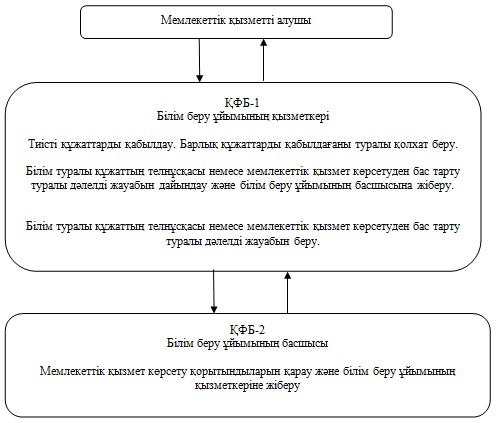 Мемлекеттік қызметті алушы
ҚФБ-1
Білім беру ұйымының қызметкері
Тиісті құжаттарды қабылдау. Барлық құжаттарды қабылдағаны туралы қолхат беру.
Білім туралы құжаттың телнұсқасы немесе мемлекеттік қызмет көрсетуден бас тарту
туралы дәлелді жауабын дайындау және білім беру ұйымының басшысына жіберу.
Білім туралы құжаттың телнұсқасы немесе мемлекеттік қызмет көрсетуден бас тарту
туралы дәлелді жауабын беру.
ҚФБ-2
Білім беру ұйымының басшысы
Мемлекеттік қызмет көрсету қорытындыларын қарау және білім беру ұйымының
қызметкеріне жіберу